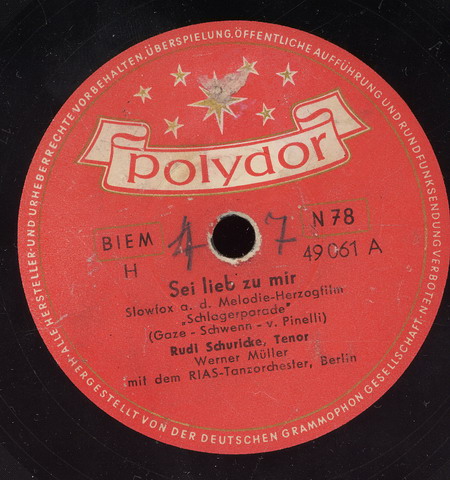 ALLE HERSTELLER- UND URHEBERRECHTE VORBEHALTEN. ÜBERSPIELUNG, ÖFFENTLICHE AUFFÜHRUNG UND RUNDFUNKSENDUNG VERBOTEN.
Polydor
BIEM
N 78
H
4 7
49 061 A
Sei lieb zu mir
Slowfox a. d. Melodie-Herzogfilm
„Schlagerparade"
(Gaze - Schwenn - v. Pinelli)
Rudi Schuricke, Tenor
Werner Müller
mit dem RIAS-Tanzorchester, Berlin
HERGESTELLT VON DER DEUTSCHEN GRAMMOPHON GESELLSCHAFT